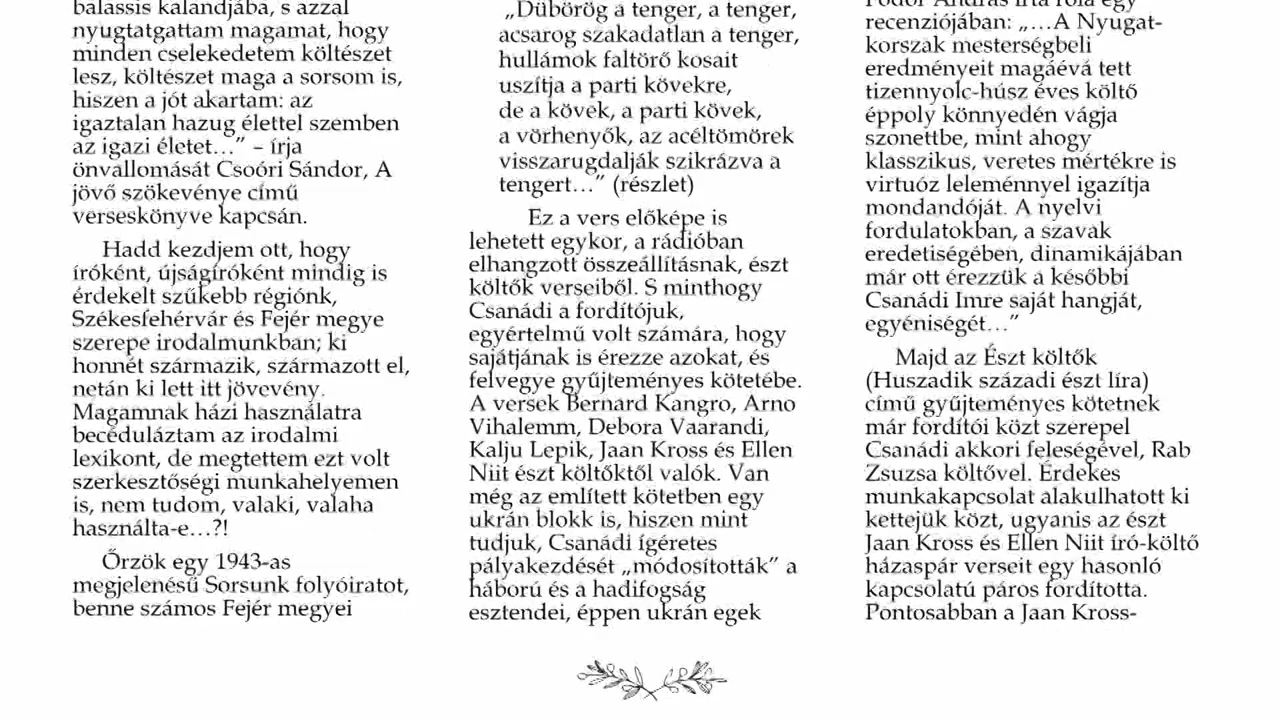 balassis kalandjába, s azzal
nyugtatgattam magamat, hogy
minden cselekedetem költészet
lesz, költészet maga a sorsom is,
hiszen a jót akartam: az
igaztalan hazug élettel szemben
az igazi életet…” – írja
önvallomását Csoóri Sándor, A
jövő szökevénye című
verseskönyve kapcsán.
Hadd kezdjem ott, hogy
íróként, újságíróként mindig is
érdekelt szűkebb régiónk,
Székesfehérvár és Fejér megye
szerepe irodalmunkban; ki
honnét származik, származott el,
netán ki lett itt jövevény.
Magamnak házi használatra
becéduláztam az irodalmi
lexikont, de megtettem ezt volt
szerkesztőségi munkahelyemen
is, nem tudom, valaki, valaha
használta-e…?!
Őrzök egy 1943-as
megjelenésű Sorsunk folyóiratot,
benne számos Fejér megyei
„Dübörög a tenger, a tenger,
acsarog szakadatlan a tenger,
hullámok faltörő kosait
uszítja a parti kövekre,
de a kövek, a parti kövek,
a vörhenyők, az acéltömörek
visszarugdalják szikrázva a
tengert…” (részlet)
Ez a vers előképe is
lehetett egykor, a rádióban
elhangzott összeállításnak, észt
költők verseiből. S minthogy
Csanádi a fordítójuk,
egyértelmű volt számára, hogy
sajátjának is érezze azokat, és
felvegye gyűjteményes kötetébe.
A versek Bernard Kangro, Arno
Vihalemm, Debora Vaarandi,
Kalju Lepik, Jaan Kross és Ellen
Niit észt költőktől valók. Van
még az említett kötetben egy
ukrán blokk is, hiszen mint
tudjuk, Csanádi ígéretes
pályakezdését „módosították” a
háború és a hadifogság
esztendei, éppen ukrán egek
Fodor András írta róla egy
recenziójában: „…A Nyugat-
korszak mesterségbeli
eredményeit magáévá tett
tizennyolc-húsz éves költő
éppoly könnyedén vágja
szonettbe, mint ahogy
klasszikus, veretes mértékre is
virtuóz leleménnyel igazítja
mondandóját. A nyelvi
fordulatokban, a szavak
eredetiségében, dinamikájában
már ott érezzük a későbbi
Csanádi Imre saját hangját,
egyéniségét…”
Majd az Észt költők
(Huszadik századi észt líra)
című gyűjteményes kötetnek
már fordítói közt szerepel
Csanádi akkori feleségével, Rab
Zsuzsa költővel. Érdekes
munkakapcsolat alakulhatott ki
kettejük közt, ugyanis az észt
Jaan Kross és Ellen Niit író-költő
házaspár verseit egy hasonló
kapcsolatú páros fordította.
Pontosabban a Jaan Kross-